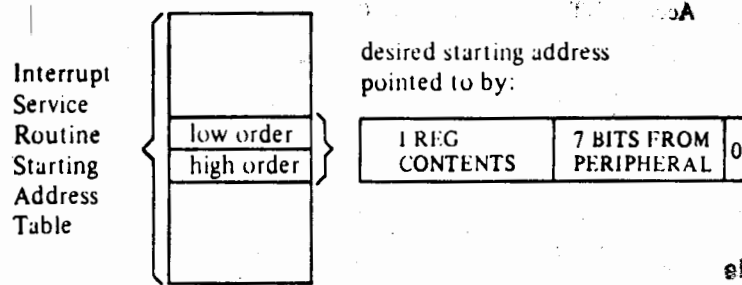 desired starting address
pointed to by:
Interrupt
Service
Routine
Starting
Address
Table
low order
high order
I REG
CONTENTS
7 BITS FROM
PERIPHERAL
0